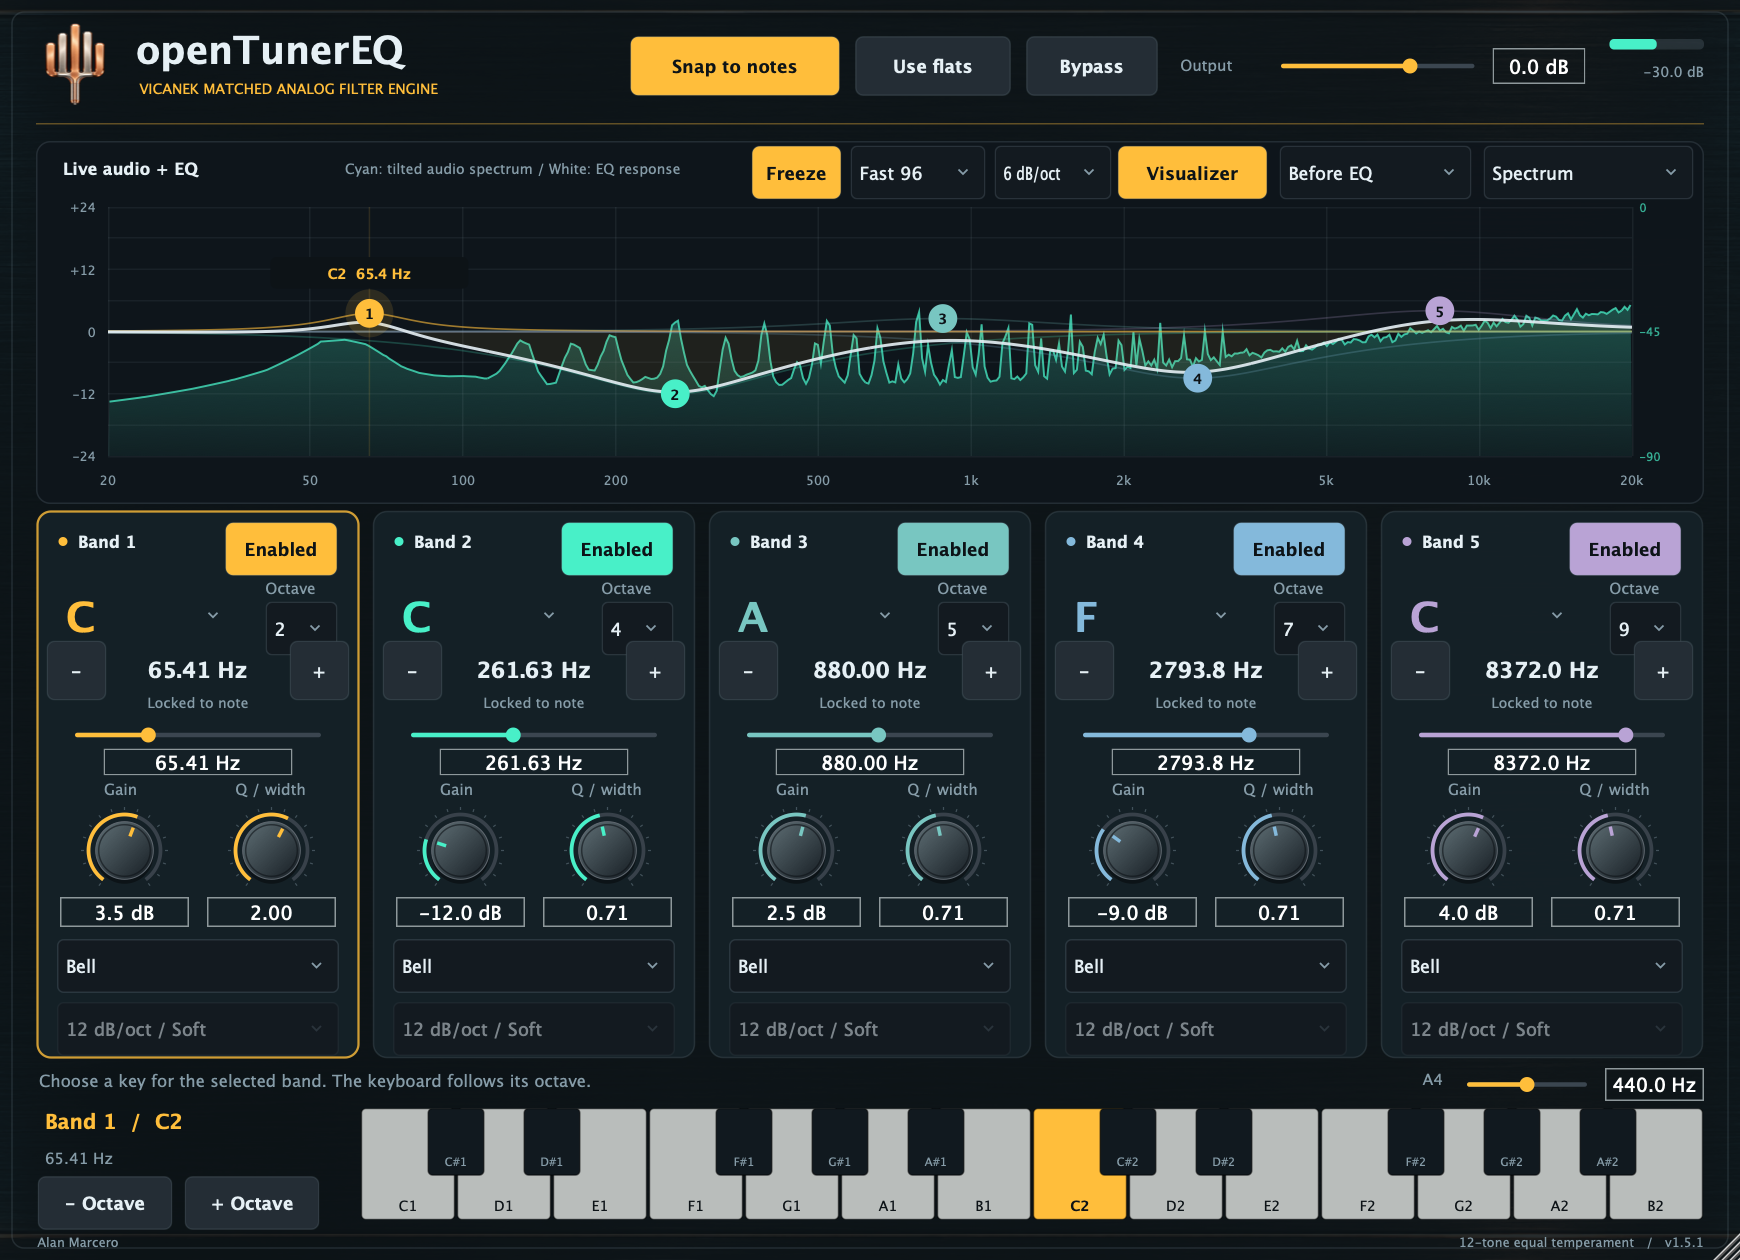 openTunerEQ
VICANEK MATCHED ANALOG FILTER ENGINE
Snap to notes
Use flats
Bypass
Output
0.0 dB
-30.0 dB
Live audio + EQ
Cyan: tilted audio spectrum / White: EQ response
Freeze
Fast 96
6 dB/oct
Visualizer
Before EQ
Spectrum
+24
0
+12
C2 65.4 Hz
1
3
5
0
-45
2
4
-12
-24
-90
20
50
100
200
500
1k
2k
5k
10k
20k
Band 1
Enabled
Octave
C
2
-
65.41 Hz
+
Locked to note
65.41 Hz
Gain
Q / width
3.5 dB
2.00
Bell
12 dB/oct / Soft
Band 2
Enabled
Octave
C
4
-
261.63 Hz
+
Locked to note
261.63 Hz
Gain
Q / width
-12.0 dB
0.71
Bell
12 dB/oct / Soft
Band 3
Enabled
Octave
A
5
-
880.00 Hz
+
Locked to note
880.00 Hz
Gain
Q / width
2.5 dB
0.71
Bell
12 dB/oct / Soft
Band 4
Enabled
Octave
F
7
-
2793.8 Hz
+
Locked to note
2793.8 Hz
Gain
Q / width
-9.0 dB
0.71
Bell
12 dB/oct / Soft
Band 5
Enabled
Octave
C
9
-
8372.0 Hz
+
Locked to note
8372.0 Hz
Gain
Q / width
4.0 dB
0.71
Bell
12 dB/oct / Soft
Choose a key for the selected band. The keyboard follows its octave.
A4
440.0 Hz
Band 1 / C2
65.41 Hz
- Octave
+ Octave
C#1
D#1
F#1
G#1
A#1
C#2
D#2
F#2
G#2
A#2
C1
D1
E1
F1
G1
A1
B1
C2
D2
E2
F2
G2
A2
B2
Alan Marcero
12-tone equal temperament / v1.5.1